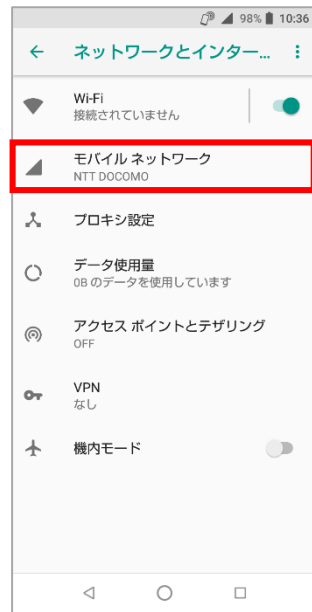 98% 10:36
ネットワークとインター...
Wi-Fi
接続されていません
モバイル ネットワーク
NTT DOCOMO
プロキシ設定
データ使用量
0B のデータを使用しています
アクセス ポイントとテザリング
OFF
VPN
なし
機内モード